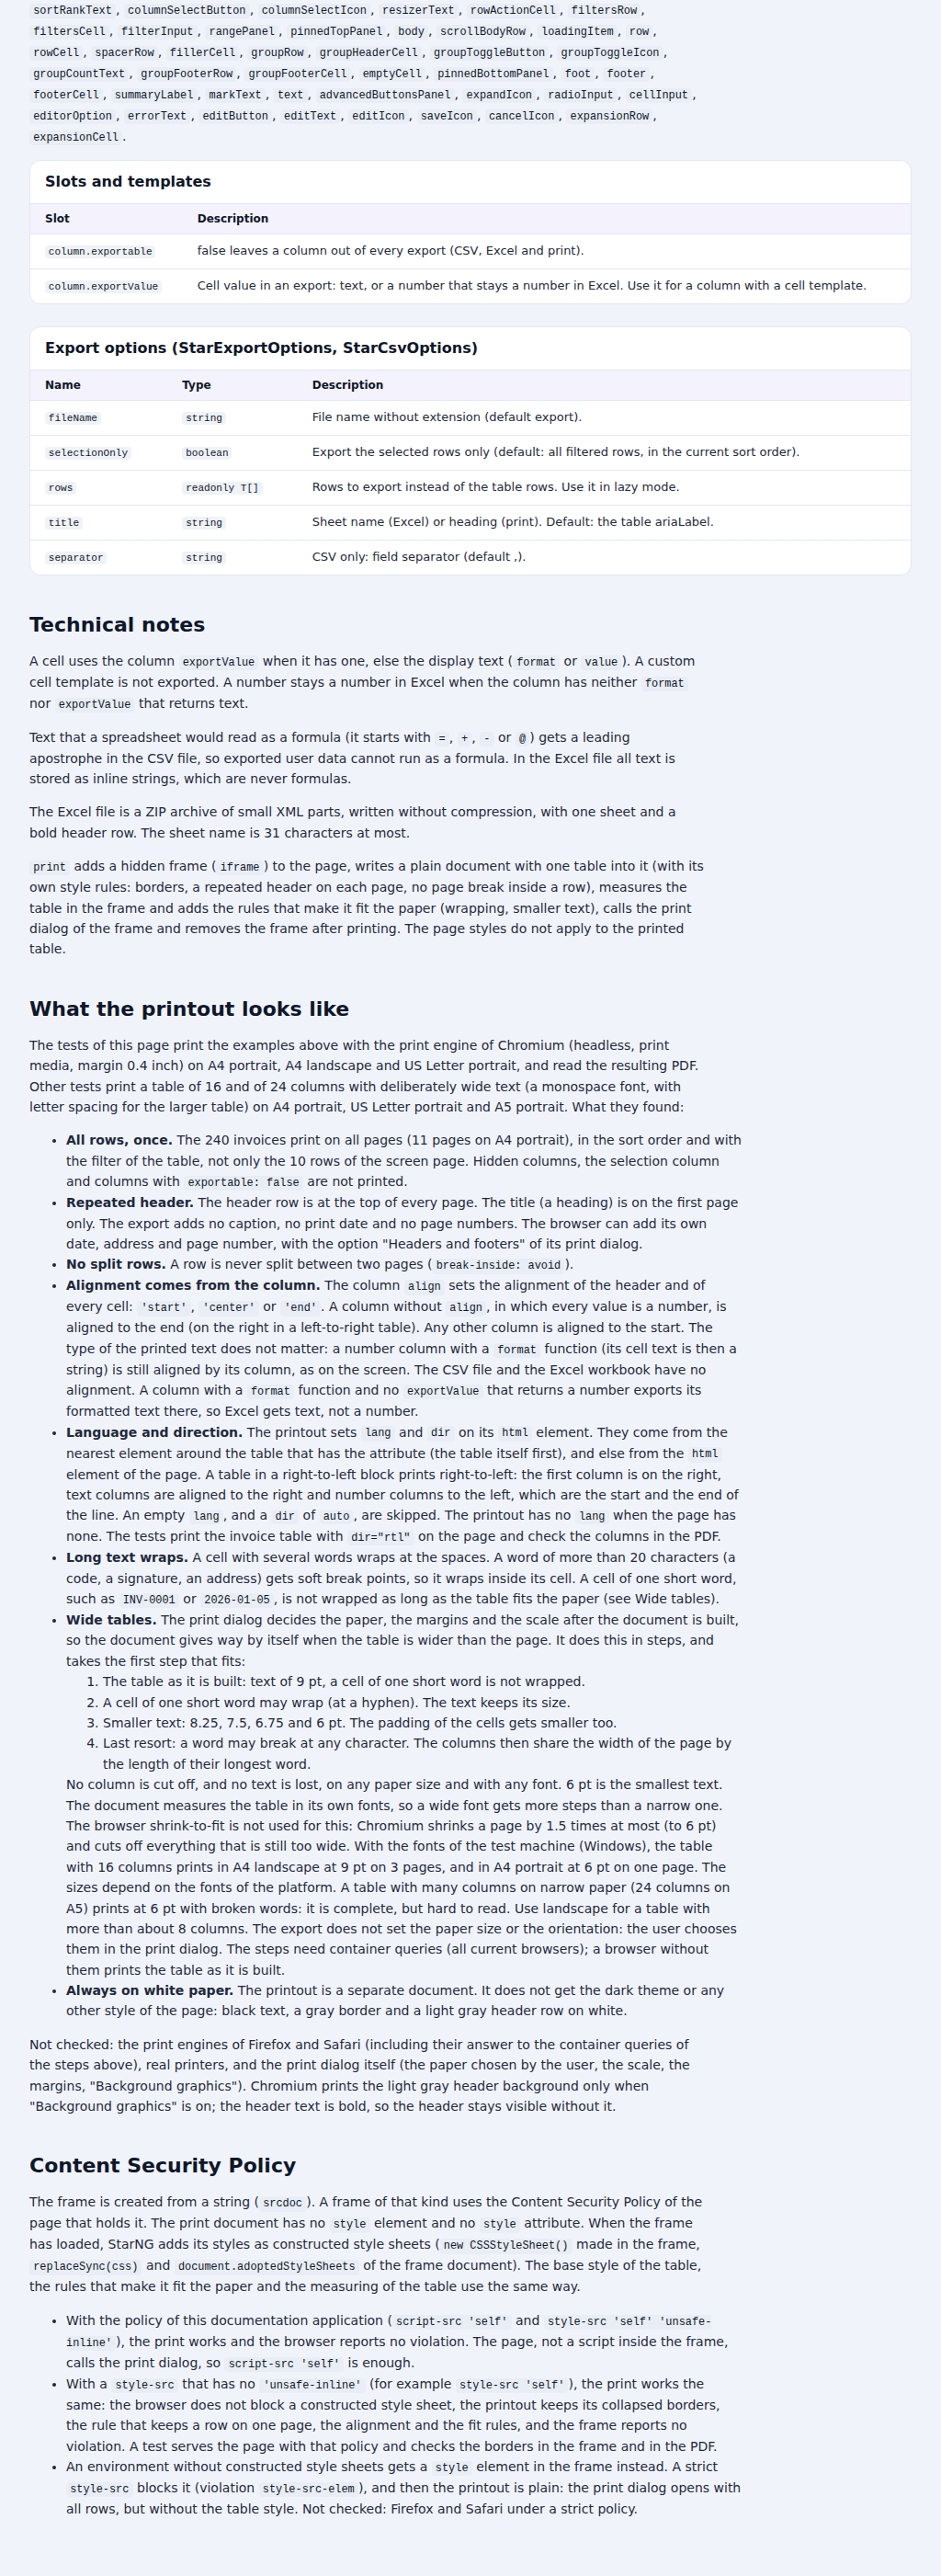 sortRankText , columnSelectButton , columnSelectIcon , resizerText , rowActionCell , filtersRow ,
filtersCell , filterInput , rangePanel , pinnedTopPanel , body , scrollBodyRow , loadingItem , row ,
rowCell , spacerRow , fillerCell , groupRow , groupHeaderCell , groupToggleButton , groupToggleIcon ,
groupCountText , groupFooterRow , groupFooterCell , emptyCell , pinnedBottomPanel , foot , footer ,
footerCell , summaryLabel , markText , text , advancedButtonsPanel , expandIcon , radioInput , cellInput ,
editorOption , errorText , editButton , editText , editIcon , saveIcon , cancelIcon , expansionRow ,
expansionCell .
Slots and templates
Slot Description
column.exportable false leaves a column out of every export (CSV, Excel and print).
column.exportValue Cell value in an export: text, or a number that stays a number in Excel. Use it for a column with a cell template.
Export options (StarExportOptions, StarCsvOptions)
Name Type Description
fileName string File name without extension (default export).
selectionOnly boolean Export the selected rows only (default: all filtered rows, in the current sort order).
rows readonly T[] Rows to export instead of the table rows. Use it in lazy mode.
title string Sheet name (Excel) or heading (print). Default: the table ariaLabel.
separator string CSV only: field separator (default ,).
Technical notes
A cell uses the column exportValue when it has one, else the display text ( format or value ). A custom
cell template is not exported. A number stays a number in Excel when the column has neither format
nor exportValue that returns text.
Text that a spreadsheet would read as a formula (it starts with = , + , - or @ ) gets a leading
apostrophe in the CSV file, so exported user data cannot run as a formula. In the Excel file all text is
stored as inline strings, which are never formulas.
The Excel file is a ZIP archive of small XML parts, written without compression, with one sheet and a
bold header row. The sheet name is 31 characters at most.
print adds a hidden frame ( iframe ) to the page, writes a plain document with one table into it (with its
own style rules: borders, a repeated header on each page, no page break inside a row), measures the
table in the frame and adds the rules that make it fit the paper (wrapping, smaller text), calls the print
dialog of the frame and removes the frame after printing. The page styles do not apply to the printed
table.
What the printout looks like
The tests of this page print the examples above with the print engine of Chromium (headless, print
media, margin 0.4 inch) on A4 portrait, A4 landscape and US Letter portrait, and read the resulting PDF.
Other tests print a table of 16 and of 24 columns with deliberately wide text (a monospace font, with
letter spacing for the larger table) on A4 portrait, US Letter portrait and A5 portrait. What they found:
• All rows, once. The 240 invoices print on all pages (11 pages on A4 portrait), in the sort order and with
the filter of the table, not only the 10 rows of the screen page. Hidden columns, the selection column
and columns with exportable: false are not printed.
• Repeated header. The header row is at the top of every page. The title (a heading) is on the first page
only. The export adds no caption, no print date and no page numbers. The browser can add its own
date, address and page number, with the option "Headers and footers" of its print dialog.
• No split rows. A row is never split between two pages ( break-inside: avoid ).
• Alignment comes from the column. The column align sets the alignment of the header and of
every cell: 'start' , 'center' or 'end' . A column without align , in which every value is a number, is
aligned to the end (on the right in a left-to-right table). Any other column is aligned to the start. The
type of the printed text does not matter: a number column with a format function (its cell text is then a
string) is still aligned by its column, as on the screen. The CSV file and the Excel workbook have no
alignment. A column with a format function and no exportValue that returns a number exports its
formatted text there, so Excel gets text, not a number.
• Language and direction. The printout sets lang and dir on its html element. They come from the
nearest element around the table that has the attribute (the table itself first), and else from the html
element of the page. A table in a right-to-left block prints right-to-left: the first column is on the right,
text columns are aligned to the right and number columns to the left, which are the start and the end of
the line. An empty lang , and a dir of auto , are skipped. The printout has no lang when the page has
none. The tests print the invoice table with dir="rtl" on the page and check the columns in the PDF.
• Long text wraps. A cell with several words wraps at the spaces. A word of more than 20 characters (a
code, a signature, an address) gets soft break points, so it wraps inside its cell. A cell of one short word,
such as INV-0001 or 2026-01-05 , is not wrapped as long as the table fits the paper (see Wide tables).
• Wide tables. The print dialog decides the paper, the margins and the scale after the document is built,
so the document gives way by itself when the table is wider than the page. It does this in steps, and
takes the first step that fits:
1. The table as it is built: text of 9 pt, a cell of one short word is not wrapped.
2. A cell of one short word may wrap (at a hyphen). The text keeps its size.
3. Smaller text: 8.25, 7.5, 6.75 and 6 pt. The padding of the cells gets smaller too.
4. Last resort: a word may break at any character. The columns then share the width of the page by
the length of their longest word.
No column is cut off, and no text is lost, on any paper size and with any font. 6 pt is the smallest text.
The document measures the table in its own fonts, so a wide font gets more steps than a narrow one.
The browser shrink-to-fit is not used for this: Chromium shrinks a page by 1.5 times at most (to 6 pt)
and cuts off everything that is still too wide. With the fonts of the test machine (Windows), the table
with 16 columns prints in A4 landscape at 9 pt on 3 pages, and in A4 portrait at 6 pt on one page. The
sizes depend on the fonts of the platform. A table with many columns on narrow paper (24 columns on
A5) prints at 6 pt with broken words: it is complete, but hard to read. Use landscape for a table with
more than about 8 columns. The export does not set the paper size or the orientation: the user chooses
them in the print dialog. The steps need container queries (all current browsers); a browser without
them prints the table as it is built.
• Always on white paper. The printout is a separate document. It does not get the dark theme or any
other style of the page: black text, a gray border and a light gray header row on white.
Not checked: the print engines of Firefox and Safari (including their answer to the container queries of
the steps above), real printers, and the print dialog itself (the paper chosen by the user, the scale, the
margins, "Background graphics"). Chromium prints the light gray header background only when
"Background graphics" is on; the header text is bold, so the header stays visible without it.
Content Security Policy
The frame is created from a string ( srcdoc ). A frame of that kind uses the Content Security Policy of the
page that holds it. The print document has no style element and no style attribute. When the frame
has loaded, StarNG adds its styles as constructed style sheets ( new CSSStyleSheet() made in the frame,
replaceSync(css) and document.adoptedStyleSheets of the frame document). The base style of the table,
the rules that make it fit the paper and the measuring of the table use the same way.
• With the policy of this documentation application ( script-src 'self' and style-src 'self' 'unsafe-
inline' ), the print works and the browser reports no violation. The page, not a script inside the frame,
calls the print dialog, so script-src 'self' is enough.
• With a style-src that has no 'unsafe-inline' (for example style-src 'self' ), the print works the
same: the browser does not block a constructed style sheet, the printout keeps its collapsed borders,
the rule that keeps a row on one page, the alignment and the fit rules, and the frame reports no
violation. A test serves the page with that policy and checks the borders in the frame and in the PDF.
• An environment without constructed style sheets gets a style element in the frame instead. A strict
style-src blocks it (violation style-src-elem ), and then the printout is plain: the print dialog opens with
all rows, but without the table style. Not checked: Firefox and Safari under a strict policy.